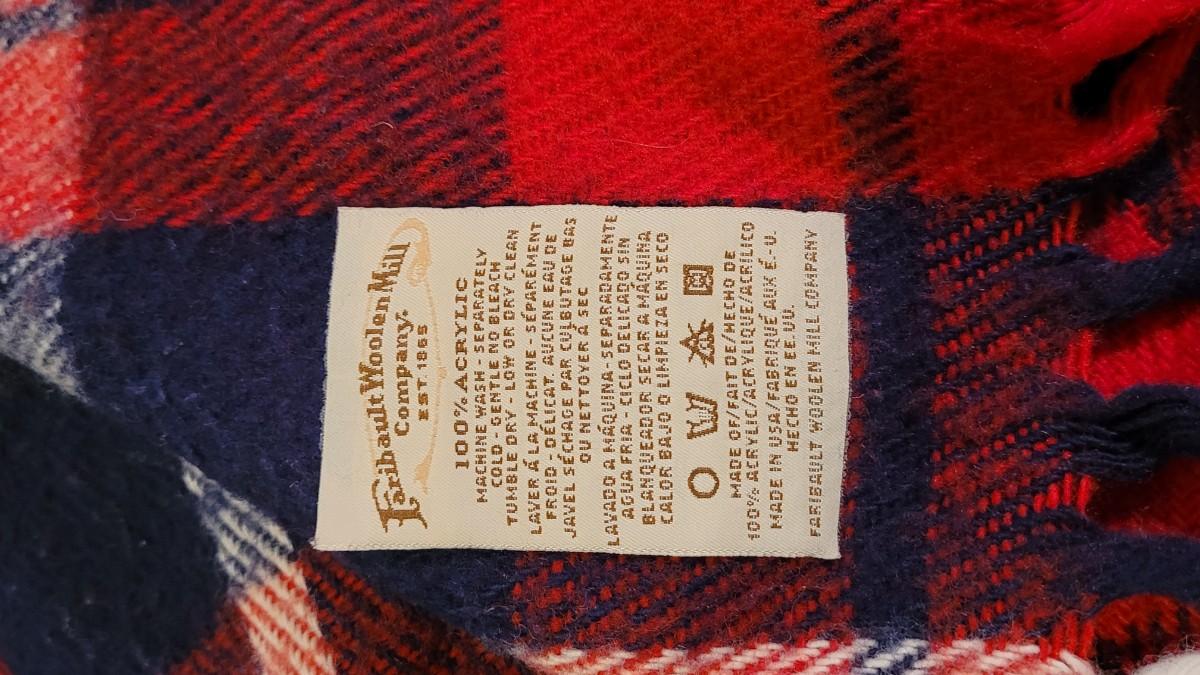 Faribault Woolen Mill
Company.
EST. 1865
100% ACRYLIC
MACHINE WASH - SEPARATELY
COLD - GENTLE NO BLEACH
TUMBLE DRY - LOW OR DRY CLEAN
LAVER Á LA MACHINE - SÉPARÉMENT
FROID - DÉLICAT. AUCUNE EAU DE
JAVEL SÉCHAGE PAR CULBUTAGE BAS
OU NETTOYER Á SEC
LAVADO A MÁQUINA - SEPARADAMENTE
AGUA FRIA - CICLO DELICADO SIN
BLANQUEADOR SECAR A MÁQUINA
CALOR BAJO O LIMPIEZA EN SECO
MADE OF/FAIT DE/HECHO DE
100% ACRYLIC/ACRYLIQUE/ACRÍLICO
MADE IN USA/FABRIQUÉ AUX É.-U.
HECHO EN EE.UU.
FARIBAULT WOOLEN MILL COMPANY